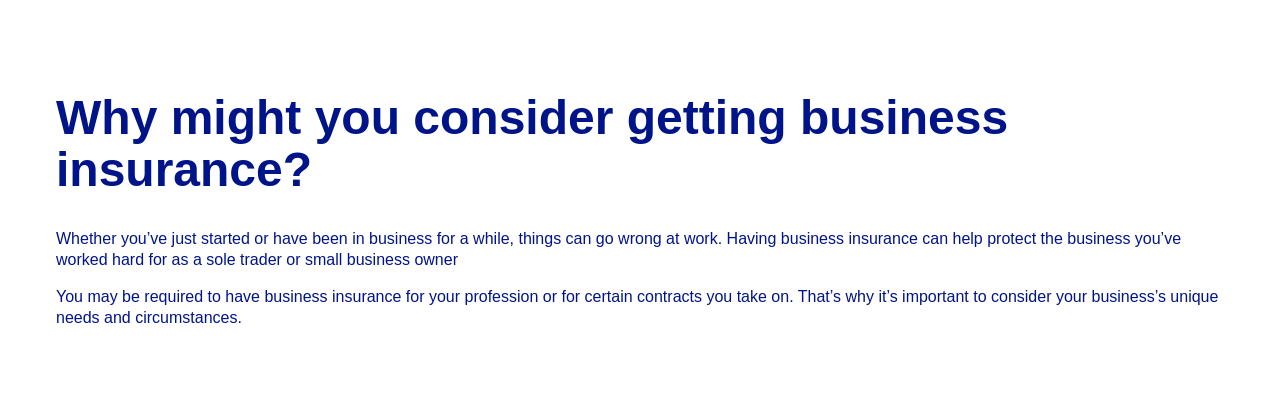 Why might you consider getting business
insurance?
Whether you’ve just started or have been in business for a while, things can go wrong at work. Having business insurance can help protect the business you’ve
worked hard for as a sole trader or small business owner
You may be required to have business insurance for your profession or for certain contracts you take on. That’s why it’s important to consider your business’s unique
needs and circumstances.